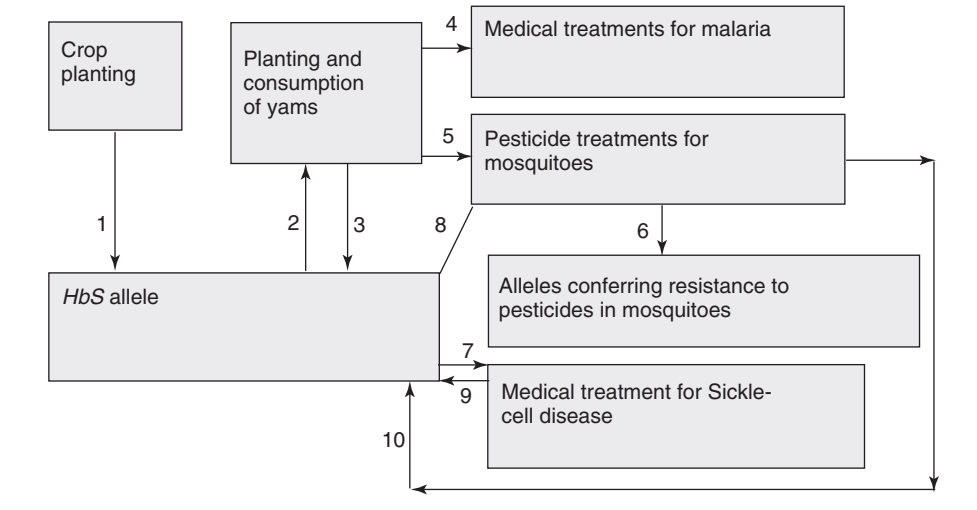 Crop
planting
Planting and
consumption
of yams
4
Medical treatments for malaria
5
Pesticide treatments for
mosquitoes
1
2
3
8
6
HbS allele
Alleles conferring resistance to
pesticides in mosquitoes
7
9
Medical treatment for Sickle-
cell disease
10